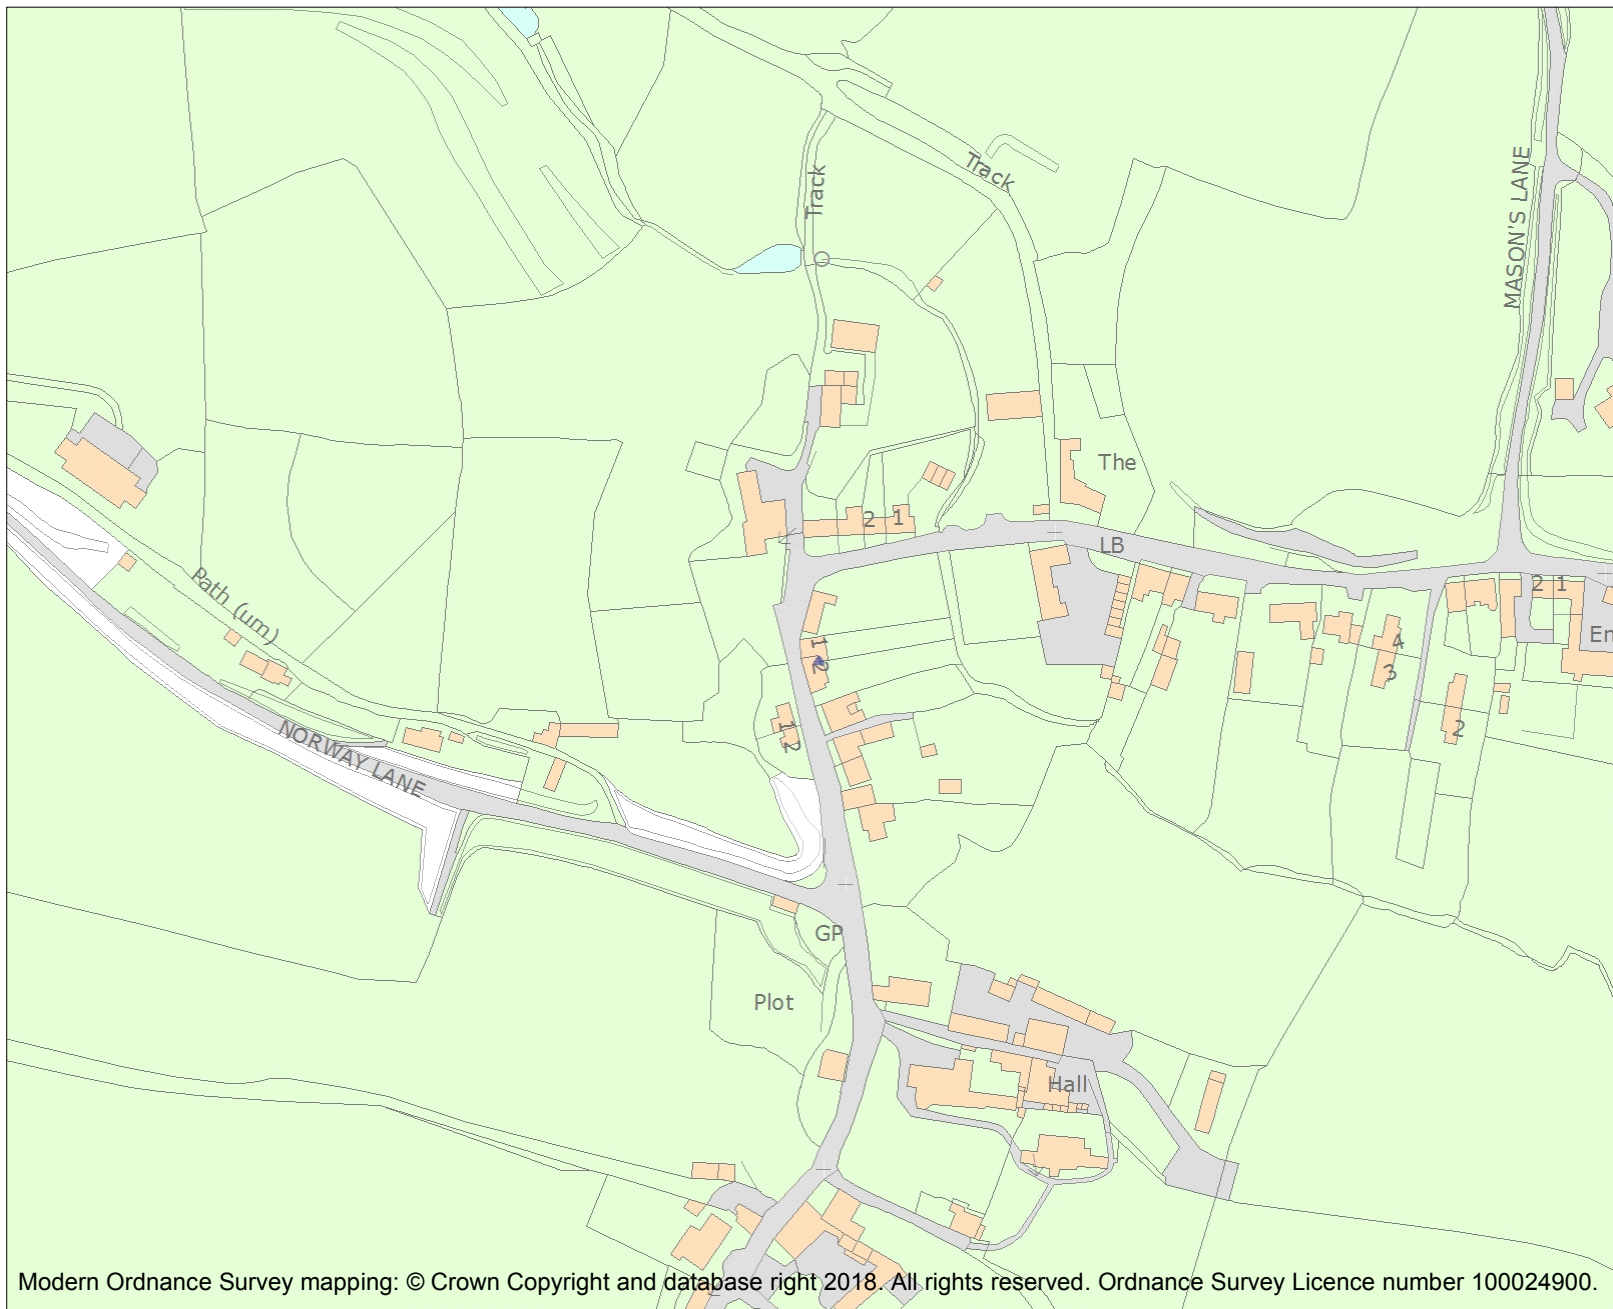 Track
Track
MASON'S LANE
The
2 1
LB
2 1
En
Path (um)
1
2
4
3
2
1
2
NORWAY LANE
GP
Plot
Hall
Modern Ordnance Survey mapping: © Crown Copyright and database right 2018. All rights reserved. Ordnance Survey Licence number 100024900.